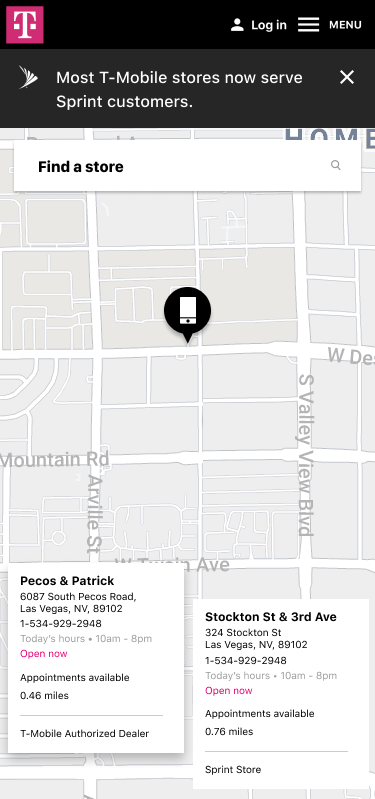 T
Log in
MENU
Most T-Mobile stores now serve
Sprint customers.
HOME
Find a store
W Des
S Valley View Blvd
Mountain Rd
Arville St
W Twain Ave
Pecos & Patrick
6087 South Pecos Road,
Las Vegas, NV, 89102
1-534-929-2948
Today's hours • 10am - 8pm
Open now
Appointments available
0.46 miles
T-Mobile Authorized Dealer
Stockton St & 3rd Ave
324 Stockton St
Las Vegas, NV, 89102
1-534-929-2948
Today's hours • 10am - 8pm
Open now
Appointments available
0.76 miles
Sprint Store